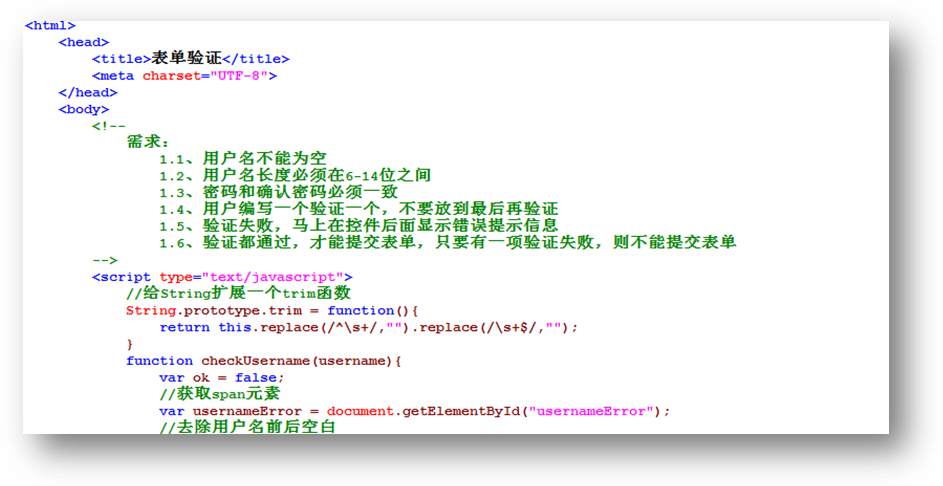 <html>
<head>
<title>表单验证</title>
<meta charset="UTF-8">
</head>
<body>
<!--
需求：
1.1、用户名不能为空
1.2、用户名长度必须在6-14位之间
1.3、密码和确认密码必须一致
1.4、用户编写一个验证一个，不要放到最后再验证
1.5、验证失败，马上在控件后面显示错误提示信息
1.6、验证都通过，才能提交表单，只要有一项验证失败，则不能提交表单
-->
<script type="text/javascript">
//给String扩展一个trim函数
String.prototype.trim = function(){
return this.replace(/^\s+/,"").replace(/\s+$/,"");
}
function checkUsername(username){
var ok = false;
//获取span元素
var usernameError = document.getElementById("usernameError");
//去除用户名前后空白